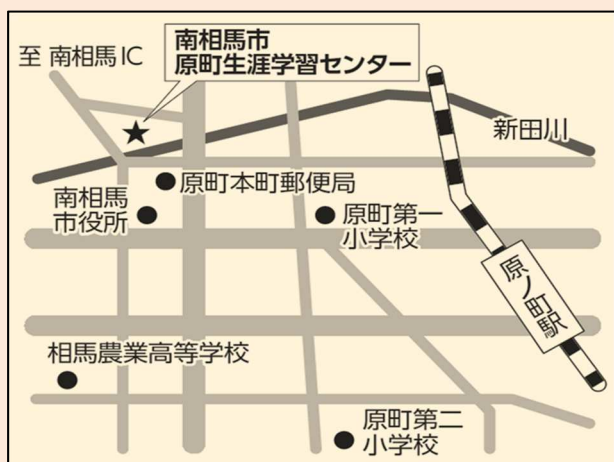 至 南相馬IC
南相馬市
原町生涯学習センター
新田川
原町本町郵便局
南相馬
市役所
原町第一
小学校
原ノ町駅
相馬農業高等学校
原町第二
小学校